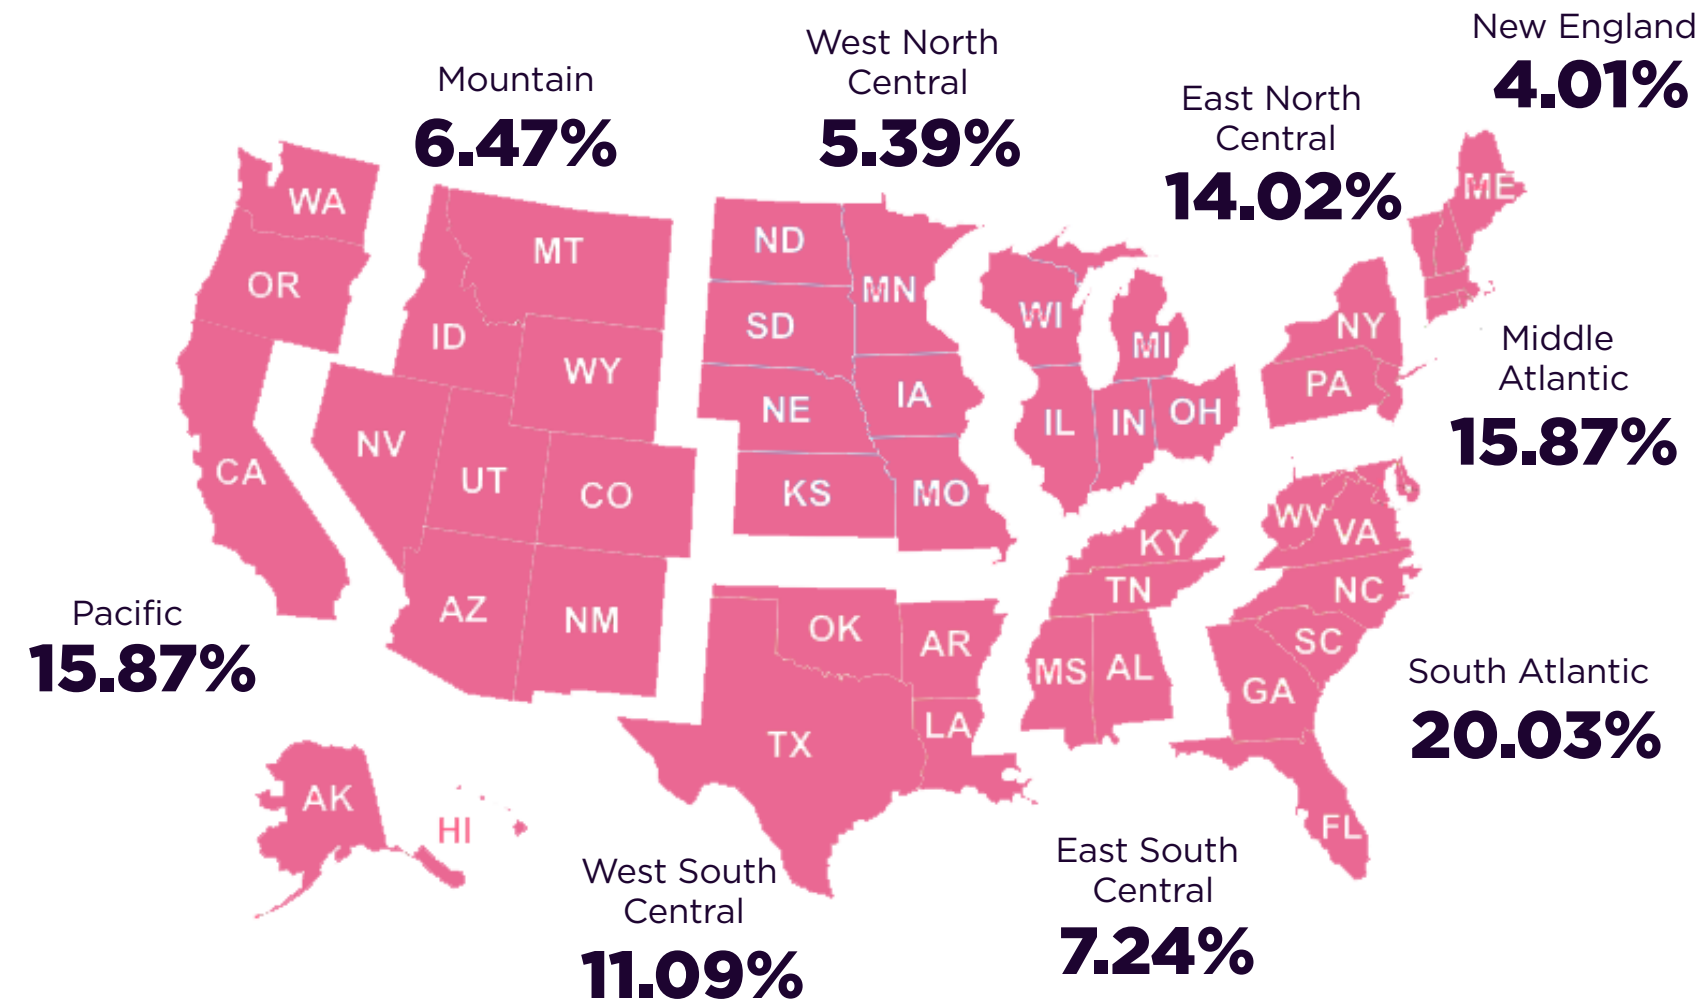 New England
4.01%
West North
Central
5.39%
Mountain
6.47%
East North
Central
14.02%
WA
OR
CA
MT
ID
WY
NV
UT
CO
AZ
NM
ND
SD
NE
KS
MN
IA
MO
WI
MI
IL
IN
OH
ME
NY
PA
Middle
Atlantic
15.87%
KY
TN
MS
AL
WV
VA
NC
SC
GA
FL
OK
AR
TX
LA
Pacific
15.87%
South Atlantic
20.03%
AK
HI
West South
Central
11.09%
East South
Central
7.24%